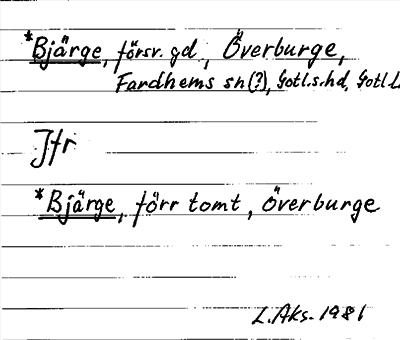 *Bjärge, försv. gd, Överburge,
Fardhems sn(?), Gotl.s.hd, Gotl.L.
Jfr
*Bjärge, förr tomt, överburge
L.Aks. 1981